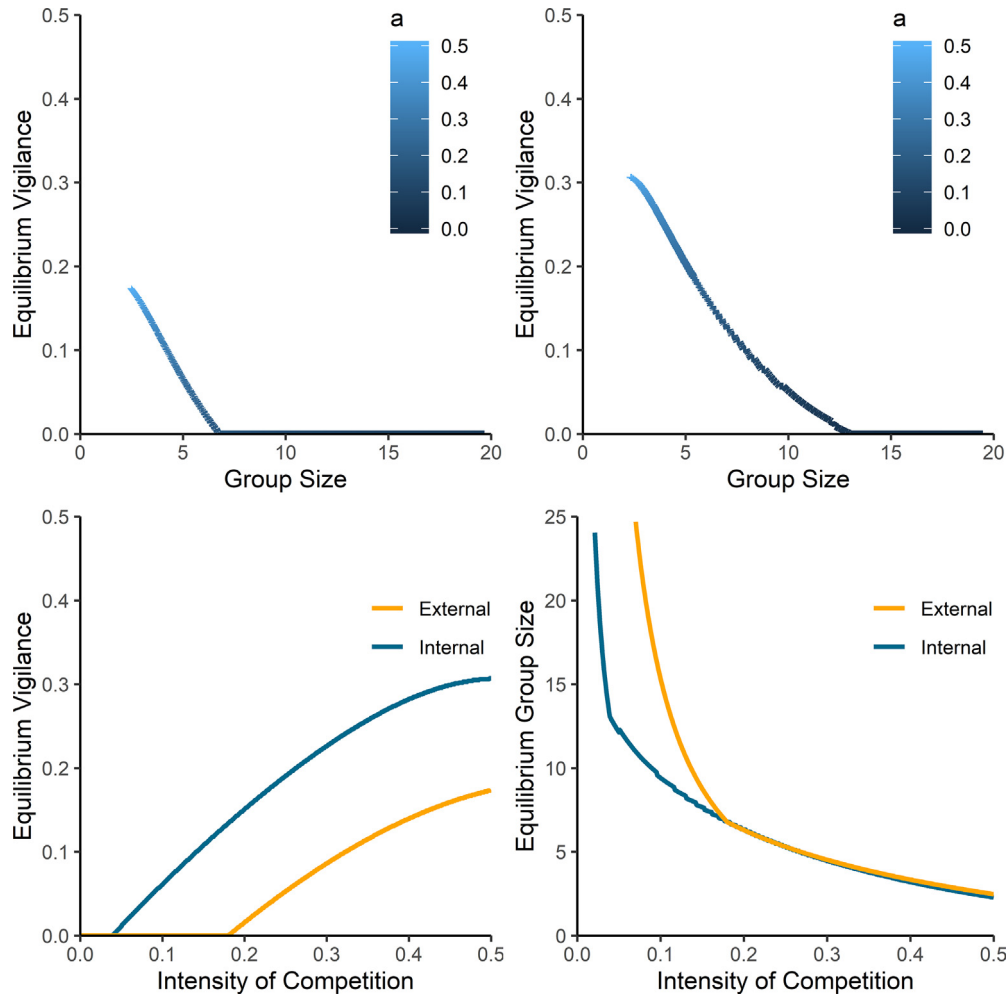 a
0.5
0.4
0.3
0.2
0.1
0.0
Equilibrium Vigilance
0.5
0.4
0.3
0.2
0.1
0.0
0 5 10 15 20
Group Size
a
0.5
0.4
0.3
0.2
0.1
0.0
Equilibrium Vigilance
0.5
0.4
0.3
0.2
0.1
0.0
0 5 10 15 20
Group Size
Equilibrium Vigilance
0.5
0.4
0.3
0.2
0.1
0.0
External
Internal
0.0 0.1 0.2 0.3 0.4 0.5
Intensity of Competition
Equilibrium Group Size
25
20
15
10
5
0
External
Internal
0.0 0.1 0.2 0.3 0.4 0.5
Intensity of Competition